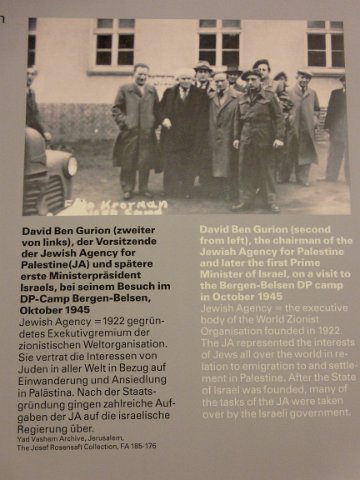 n
Foto Krotnan
David Ben Gurion (zweiter
von links), der Vorsitzende
der Jewish Agency for
Palestine(JA) und spätere
erste Ministerpräsident
Israels, bei seinem Besuch im
DP-Camp Bergen-Belsen,
Oktober 1945
Jewish Agency =1922 gegrün-
detes Exekutivgremium der
zionistischen Weltorganisation.
Sie vertrat die Interessen von
Juden in aller Welt in Bezug auf
Einwanderung und Ansiedlung
in Palästina. Nach der Staats-
gründung gingen zahlreiche Auf-
gaben der JA auf die israelische
Regierung über.
Yad Vashem Archive, Jerusalem,
The Josef Rosensaft Collection, FA 185-176
David Ben Gurion (second
from left), the chairman of the
Jewish Agency for Palestine
and later the first Prime
Minister of Israel, on a visit to
the Bergen-Belsen DP camp
in October 1945
Jewish Agency = the executive
body of the World Zionist
Organisation founded in 1922.
The JA represented the interests
of Jews all over the world in re-
lation to emigration to and settle-
ment in Palestine. After the State
of Israel was founded, many of
the tasks of the JA were taken
over by the Israeli government.